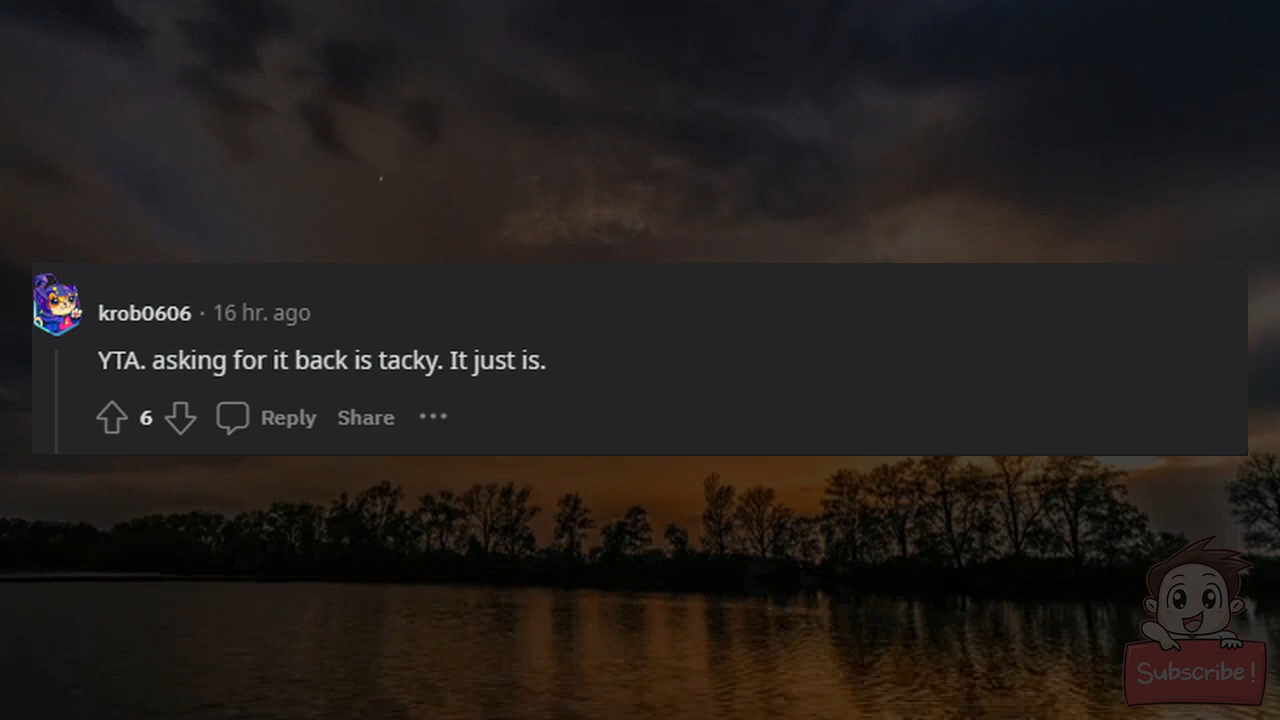 krob0606 · 16 hr. ago
YTA. asking for it back is tacky. It just is.
6 Reply Share ···
Subscribe!